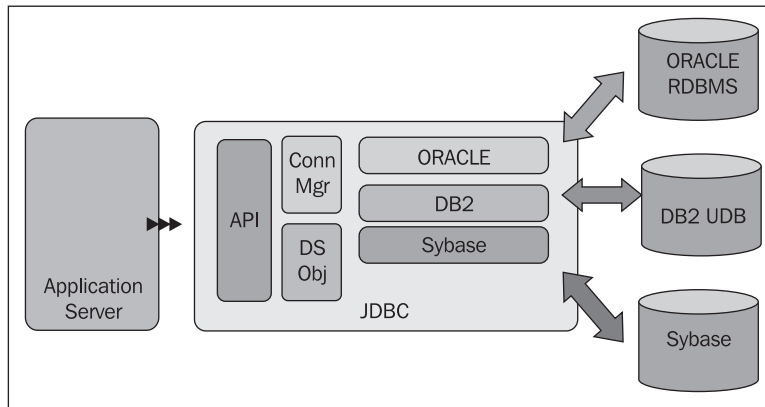 Application
Server
API
Conn
Mgr
DS
Obj
ORACLE
DB2
Sybase
JDBC
ORACLE
RDBMS
DB2 UDB
Sybase